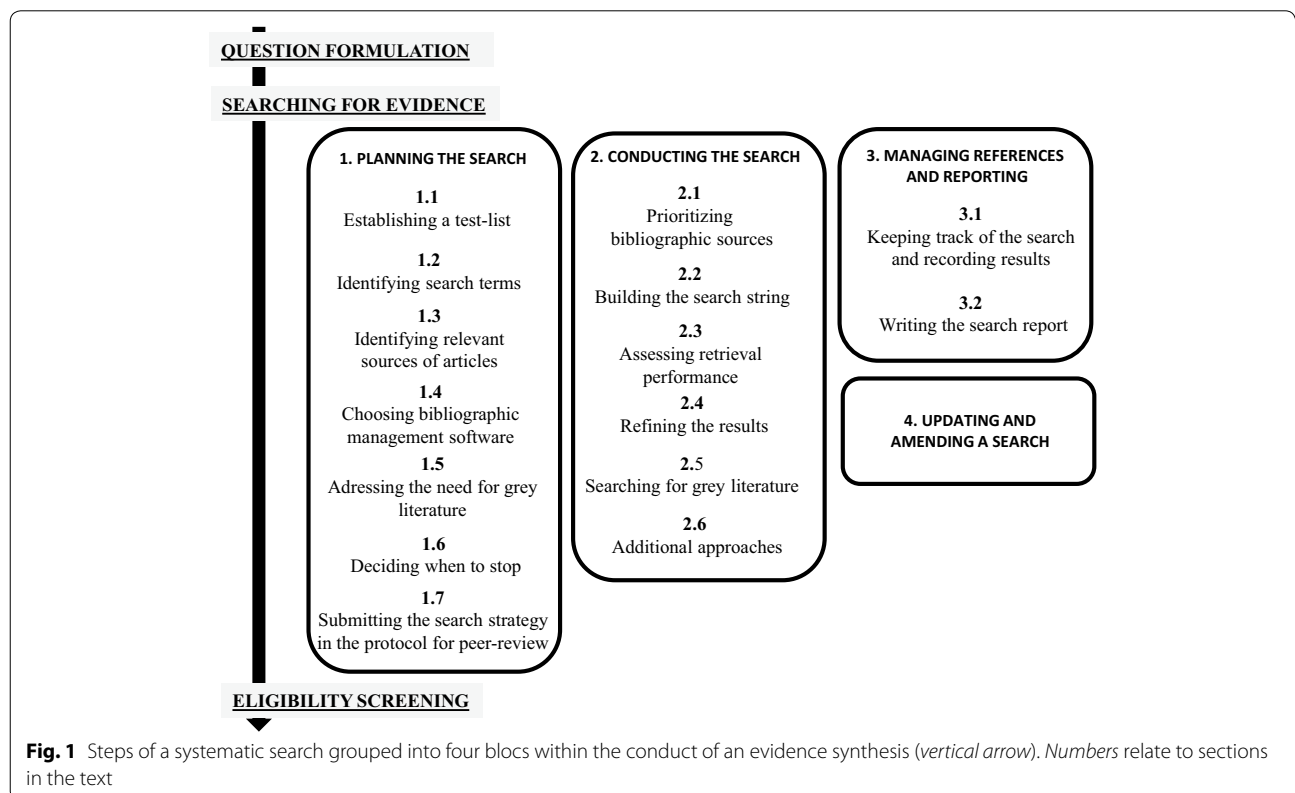 QUESTION FORMULATION
SEARCHING FOR EVIDENCE
1. PLANNING THE SEARCH
1.1
Establishing a test-list
1.2
Identifying search terms
1.3
Identifying relevant
sources of articles
1.4
Choosing bibliographic
management software
1.5
Adressing the need for grey
literature
1.6
Deciding when to stop
1.7
Submitting the search strategy
in the protocol for peer-review
2. CONDUCTING THE SEARCH
2.1
Prioritizing
bibliographic sources
2.2
Building the search string
2.3
Assessing retrieval
performance
2.4
Refining the results
2.5
Searching for grey literature
2.6
Additional approaches
3. MANAGING REFERENCES
AND REPORTING
3.1
Keeping track of the search
and recording results
3.2
Writing the search report
4. UPDATING AND
AMENDING A SEARCH
ELIGIBILITY SCREENING
Fig. 1 Steps of a systematic search grouped into four blocs within the conduct of an evidence synthesis (vertical arrow). Numbers relate to sections
in the text